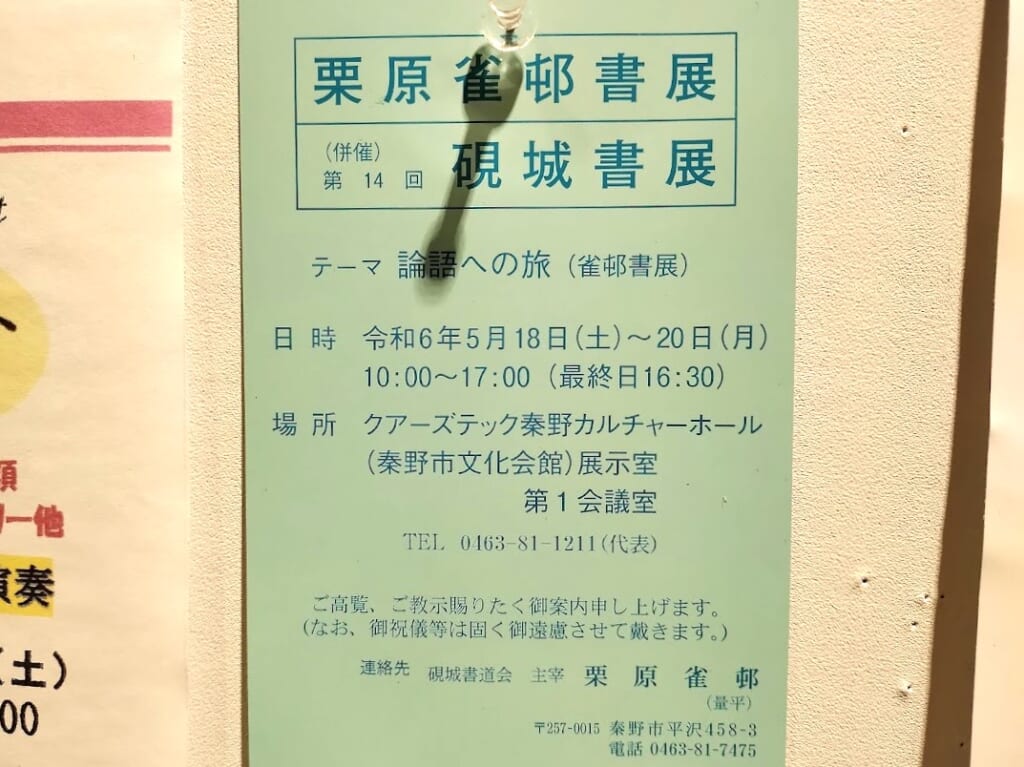 栗原雀邨書展
（併催）
第14回 硯城書展
テーマ 論語への旅（雀邨書展）
日時 令和6年5月18日（土）～20日（月）
10:00～17:00（最終日16:30）
場所 クアーズテック秦野カルチャーホール
（秦野市文化会館）展示室
第1会議室
TEL 0463-81-1211（代表）
ご高覧、ご教示賜りたく御案内申し上げます。
（なお、御祝儀等は固く御遠慮させて戴きます。）
連絡先 硯城書道会 主宰 栗原雀邨
（量平）
〒257-0015 秦野市平沢458-3
電話 0463-81-7475
他
演奏
（土）
00